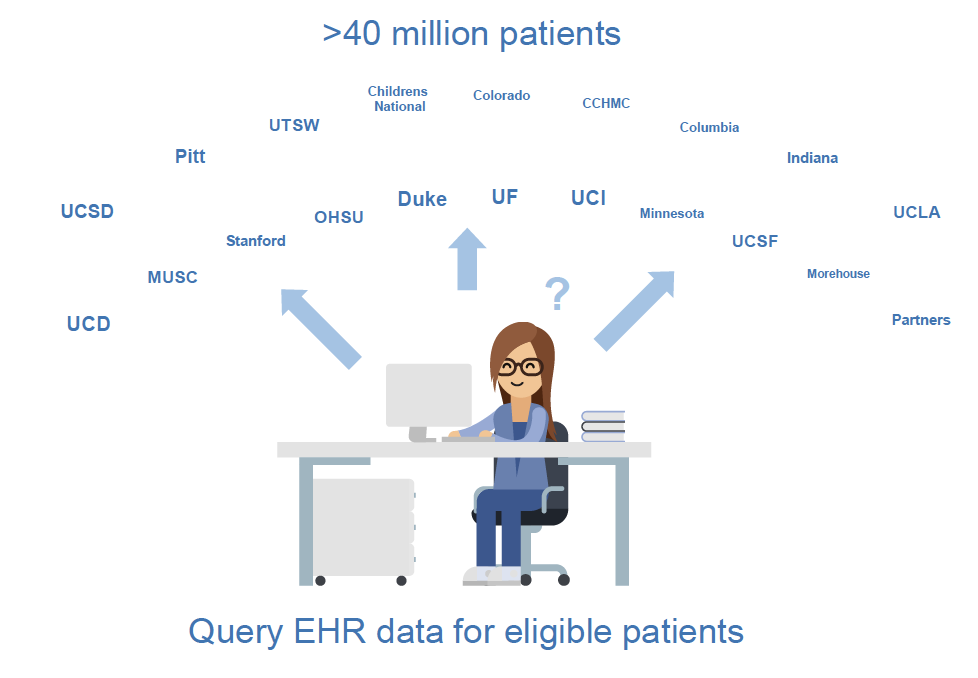 >40 million patients
Childrens
National
Colorado
CCHMC
UTSW
Columbia
Pitt
Indiana
UCSD
OHSU
Duke
UF
UCI
Minnesota
UCLA
Stanford
UCSF
MUSC
Morehouse
UCD
Partners
?
Query EHR data for eligible patients